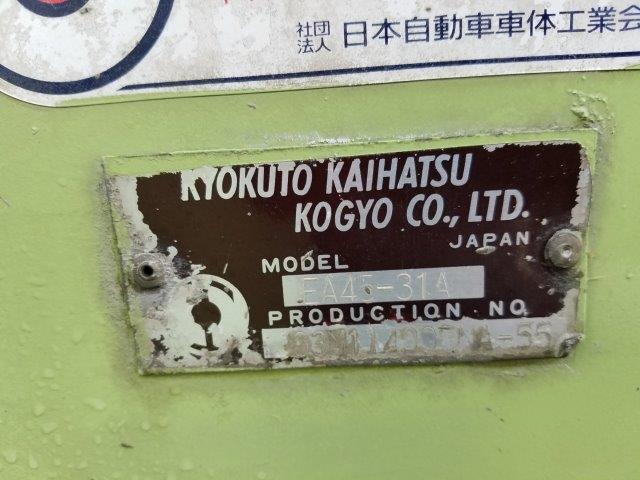 社団
法人 日本自動車車体工業会
KYOKUTO KAIHATSU
KOGYO CO., LTD.
JAPAN
MODEL
EA45-31A
PRODUCTION NO